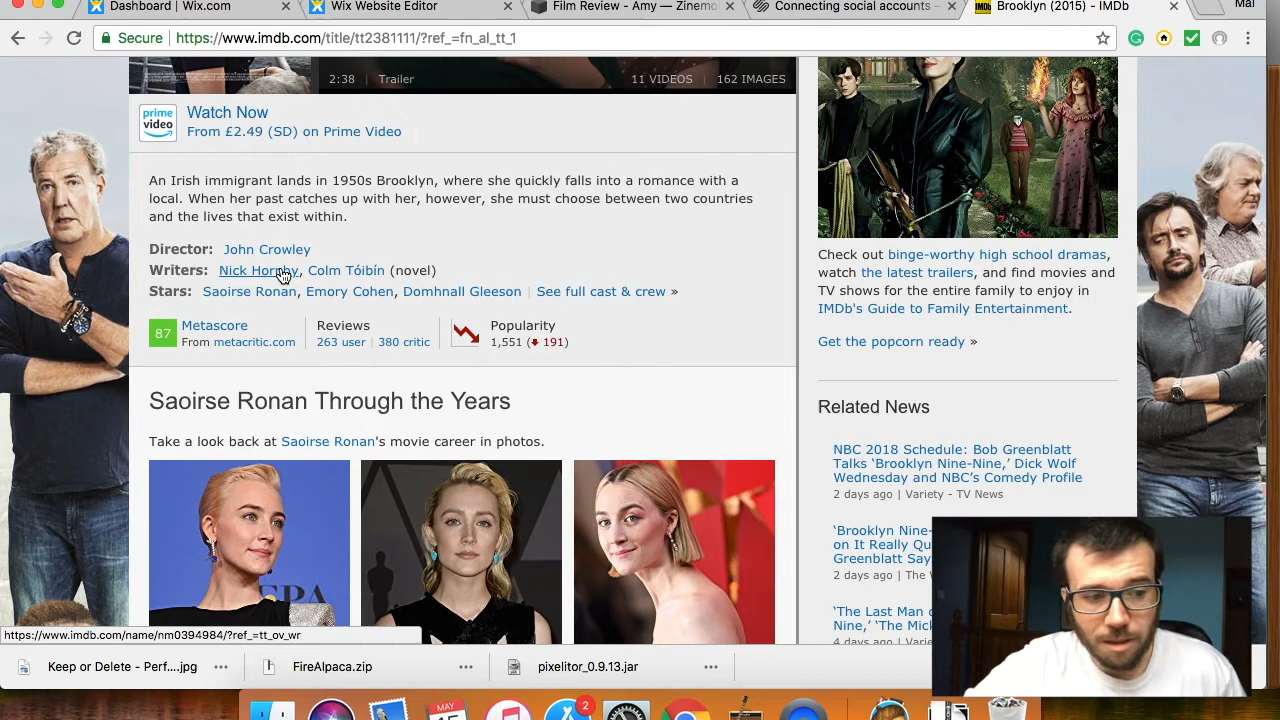 Dashboard | Wix.com
Wix Website Editor
Film Review - Amy — Zinemo
Connecting social accounts –
IMDb
Brooklyn (2015) - IMDb
Mal
Secure
https://www.imdb.com/title/tt2381111/?ref_=fn_al_tt_1
2:38 | Trailer
11 VIDEOS | 162 IMAGES
prime video
Watch Now
From £2.49 (SD) on Prime Video
An Irish immigrant lands in 1950s Brooklyn, where she quickly falls into a romance with a
local. When her past catches up with her, however, she must choose between two countries
and the lives that exist within.
Director: John Crowley
Writers: Nick Hornby, Colm Tóibín (novel)
Stars: Saoirse Ronan, Emory Cohen, Domhnall Gleeson | See full cast & crew »
87
Metascore
From metacritic.com
Reviews
263 user | 380 critic
Popularity
1,551 (191)
Saoirse Ronan Through the Years
Take a look back at Saoirse Ronan's movie career in photos.
Check out binge-worthy high school dramas,
watch the latest trailers, and find movies and
TV shows for the entire family to enjoy in
IMDb's Guide to Family Entertainment.
Get the popcorn ready »
Related News
NBC 2018 Schedule: Bob Greenblatt
Talks ‘Brooklyn Nine-Nine,’ Dick Wolf
Wednesday and NBC’s Comedy Profile
2 days ago | Variety - TV News
‘Brooklyn Nine-
on It Really Qu
Greenblatt Say
2 days ago | The
‘The Last Man
Nine,’ ‘The Mick
4 days ago | Vari
https://www.imdb.com/name/nm0394984/?ref_=tt_ov_wr
Keep or Delete - Perf....jpg
FireAlpaca.zip
pixelitor_0.9.13.jar
MAY
2